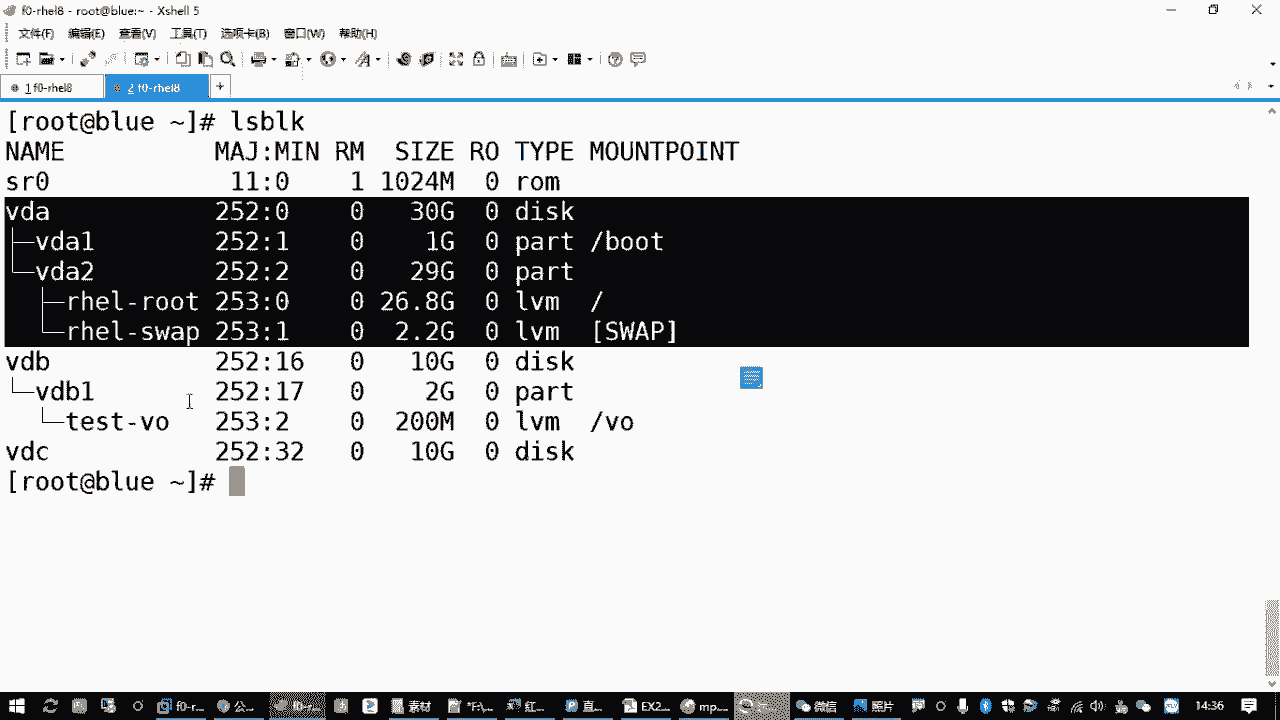 f0-rhel8 - root@blue:~ - Xshell 5
文件(F) 编辑(E) 查看(V) 工具(T) 选项卡(B) 窗口(W) 帮助(H)
1 f0-rhel8 2 f0-rhel8 +
[root@blue ~]# lsblk
NAME MAJ:MIN RM SIZE RO TYPE MOUNTPOINT
sr0 11:0 1 1024M 0 rom
vda 252:0 0 30G 0 disk
├─vda1 252:1 0 1G 0 part /boot
└─vda2 252:2 0 29G 0 part
├─rhel-root 253:0 0 26.8G 0 lvm /
└─rhel-swap 253:1 0 2.2G 0 lvm [SWAP]
vdb 252:16 0 10G 0 disk
└─vdb1 252:17 0 2G 0 part
└─test-vo 253:2 0 200M 0 lvm /vo
vdc 252:32 0 10G 0 disk
[root@blue ~]#
f0-r... 公... 素材 红... 直... EX2... mp... 微信 照片 14:36